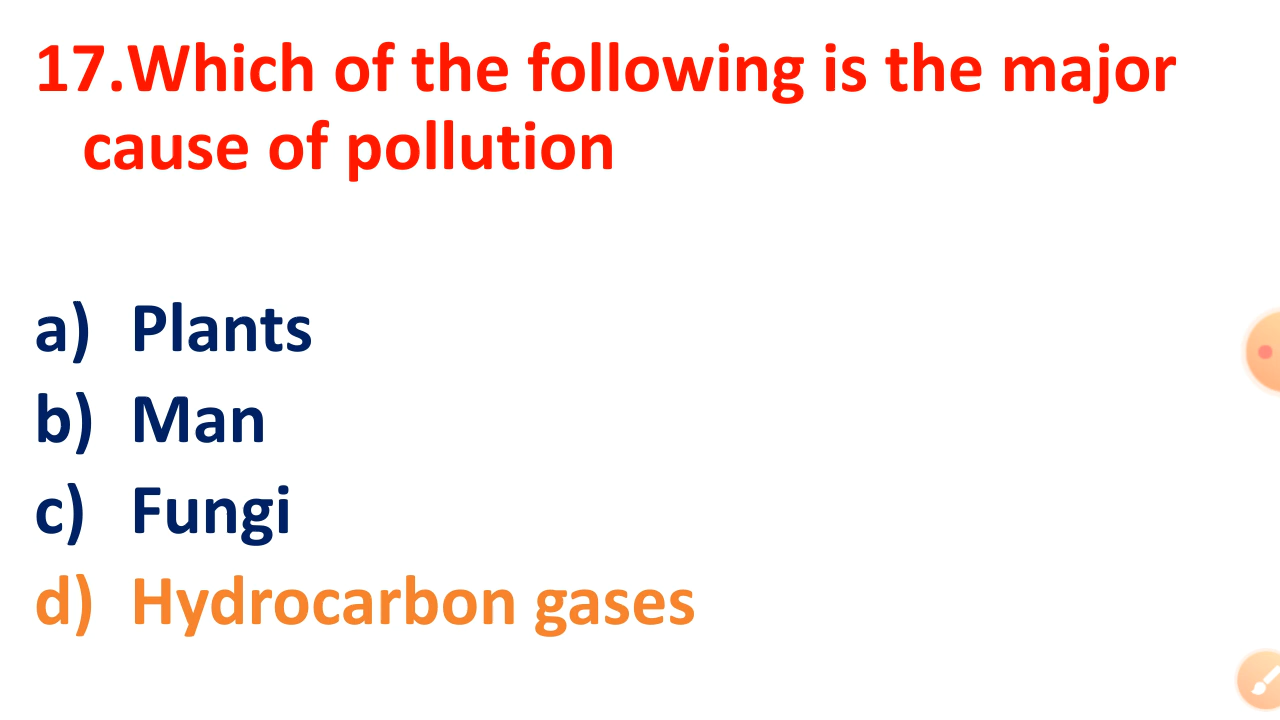 17.Which of the following is the major
cause of pollution
a) Plants
b) Man
c) Fungi
d) Hydrocarbon gases